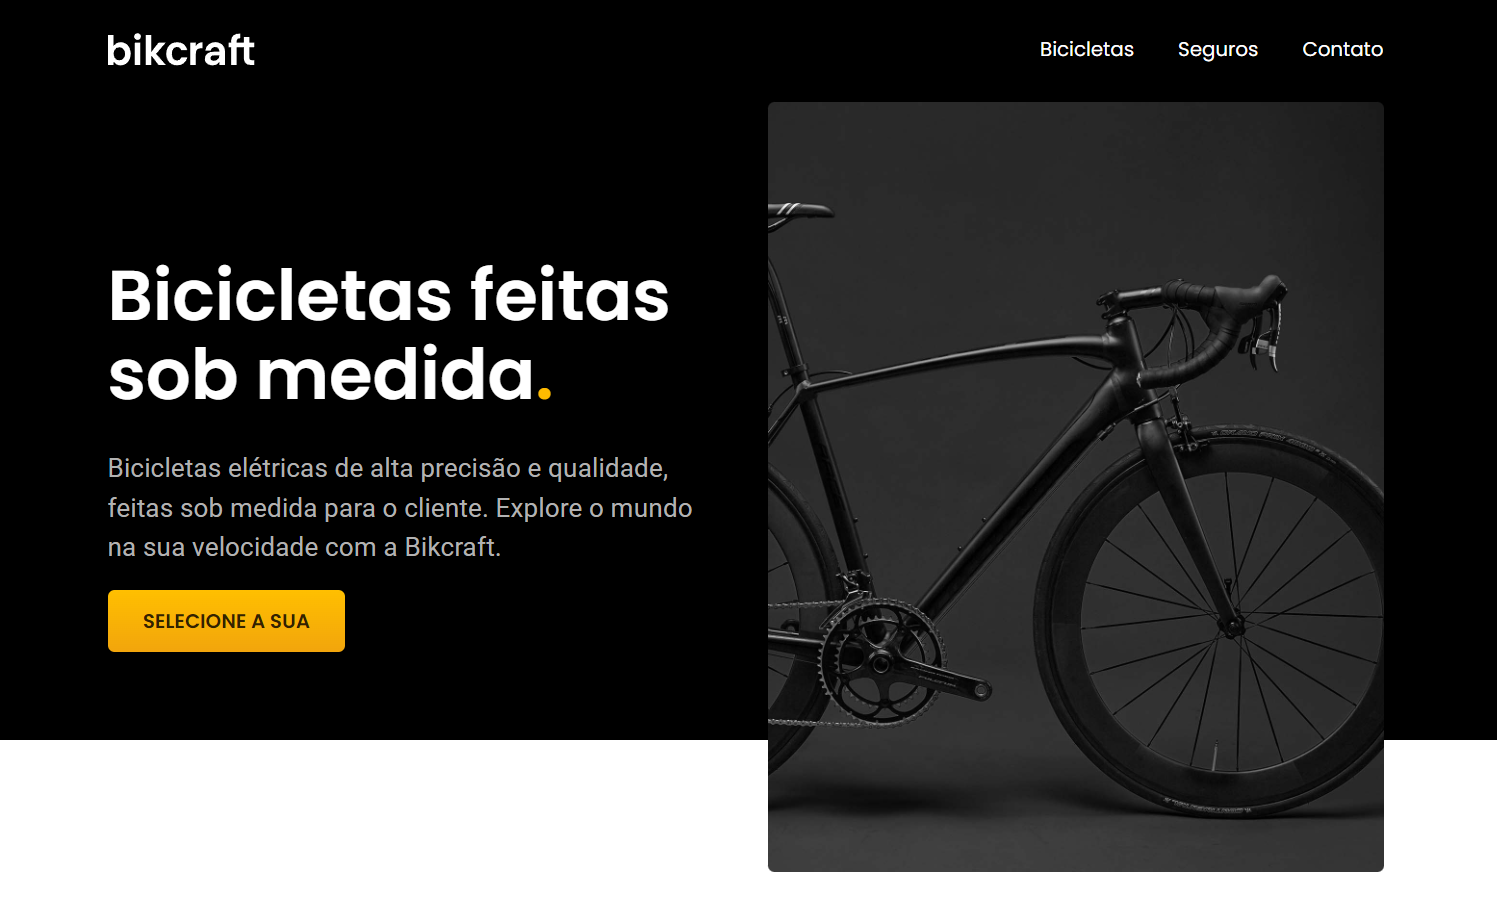 bikcraft
Bicicletas Seguros Contato
Bicicletas feitas
sob medida.
Bicicletas elétricas de alta precisão e qualidade,
feitas sob medida para o cliente. Explore o mundo
na sua velocidade com a Bikcraft.
SELECIONE A SUA